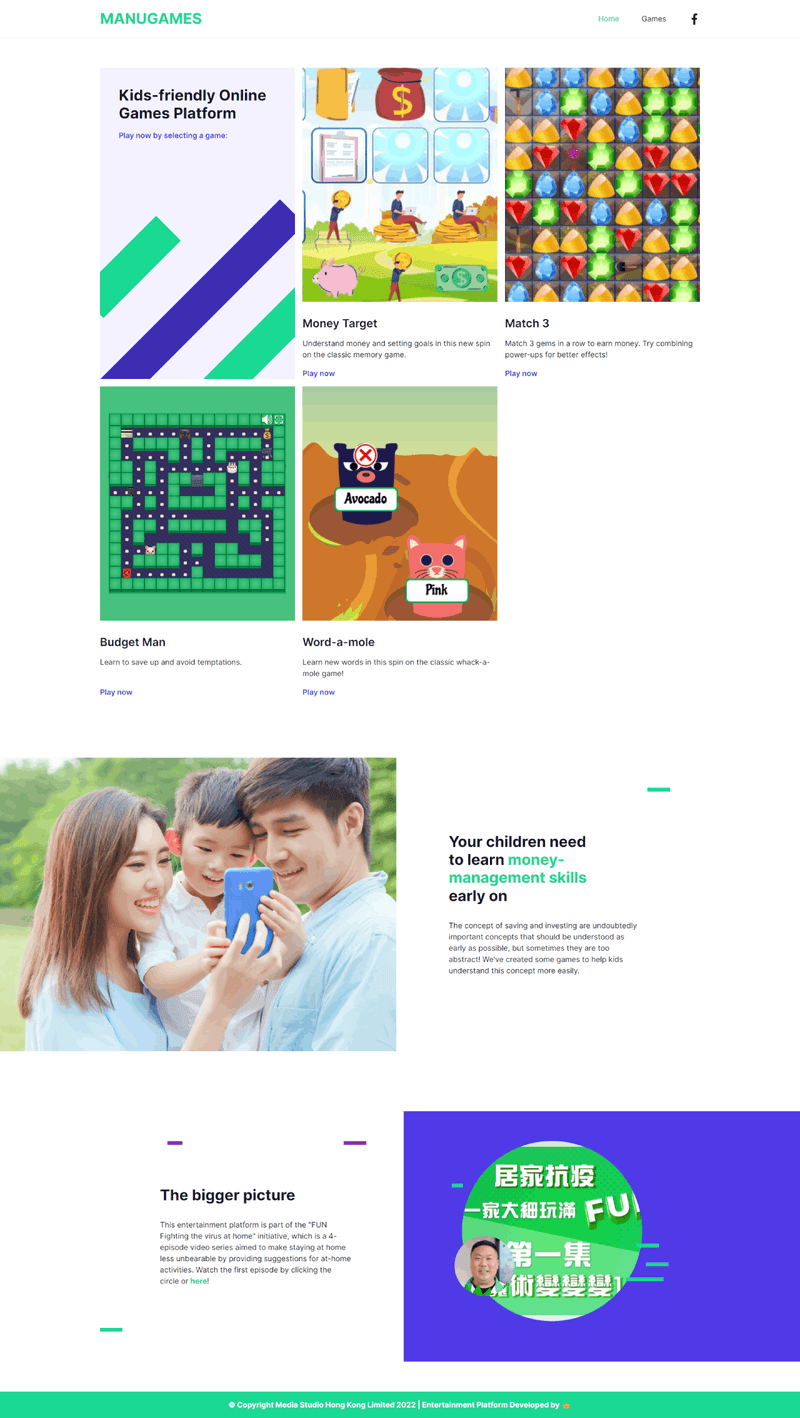 MANUGAMES
Home
Games
Kids-friendly Online
Games Platform
Play now by selecting a game:
Money Target
Understand money and setting goals in this new spin
on the classic memory game.
Play now
Match 3
Match 3 gems in a row to earn money. Try combining
power-ups for better effects!
Play now
Avocado
Pink
Budget Man
Learn to save up and avoid temptations.
Play now
Word-a-mole
Learn new words in this spin on the classic whack-a-
mole game!
Play now
Your children need
to learn money-
management skills
early on
The concept of saving and investing are undoubtedly
important concepts that should be understood as
early as possible, but sometimes they are too
abstract! We've created some games to help kids
understand this concept more easily.
The bigger picture
This entertainment platform is part of the "FUN
Fighting the virus at home" initiative, which is a 4-
episode video series aimed to make staying at home
less unbearable by providing suggestions for at-home
activities. Watch the first episode by clicking the
circle or here!
居家抗疫
一家大細玩滿 FU
第一集
術變變變
© Copyright Media Studio Hong Kong Limited 2022 | Entertainment Platform Developed by